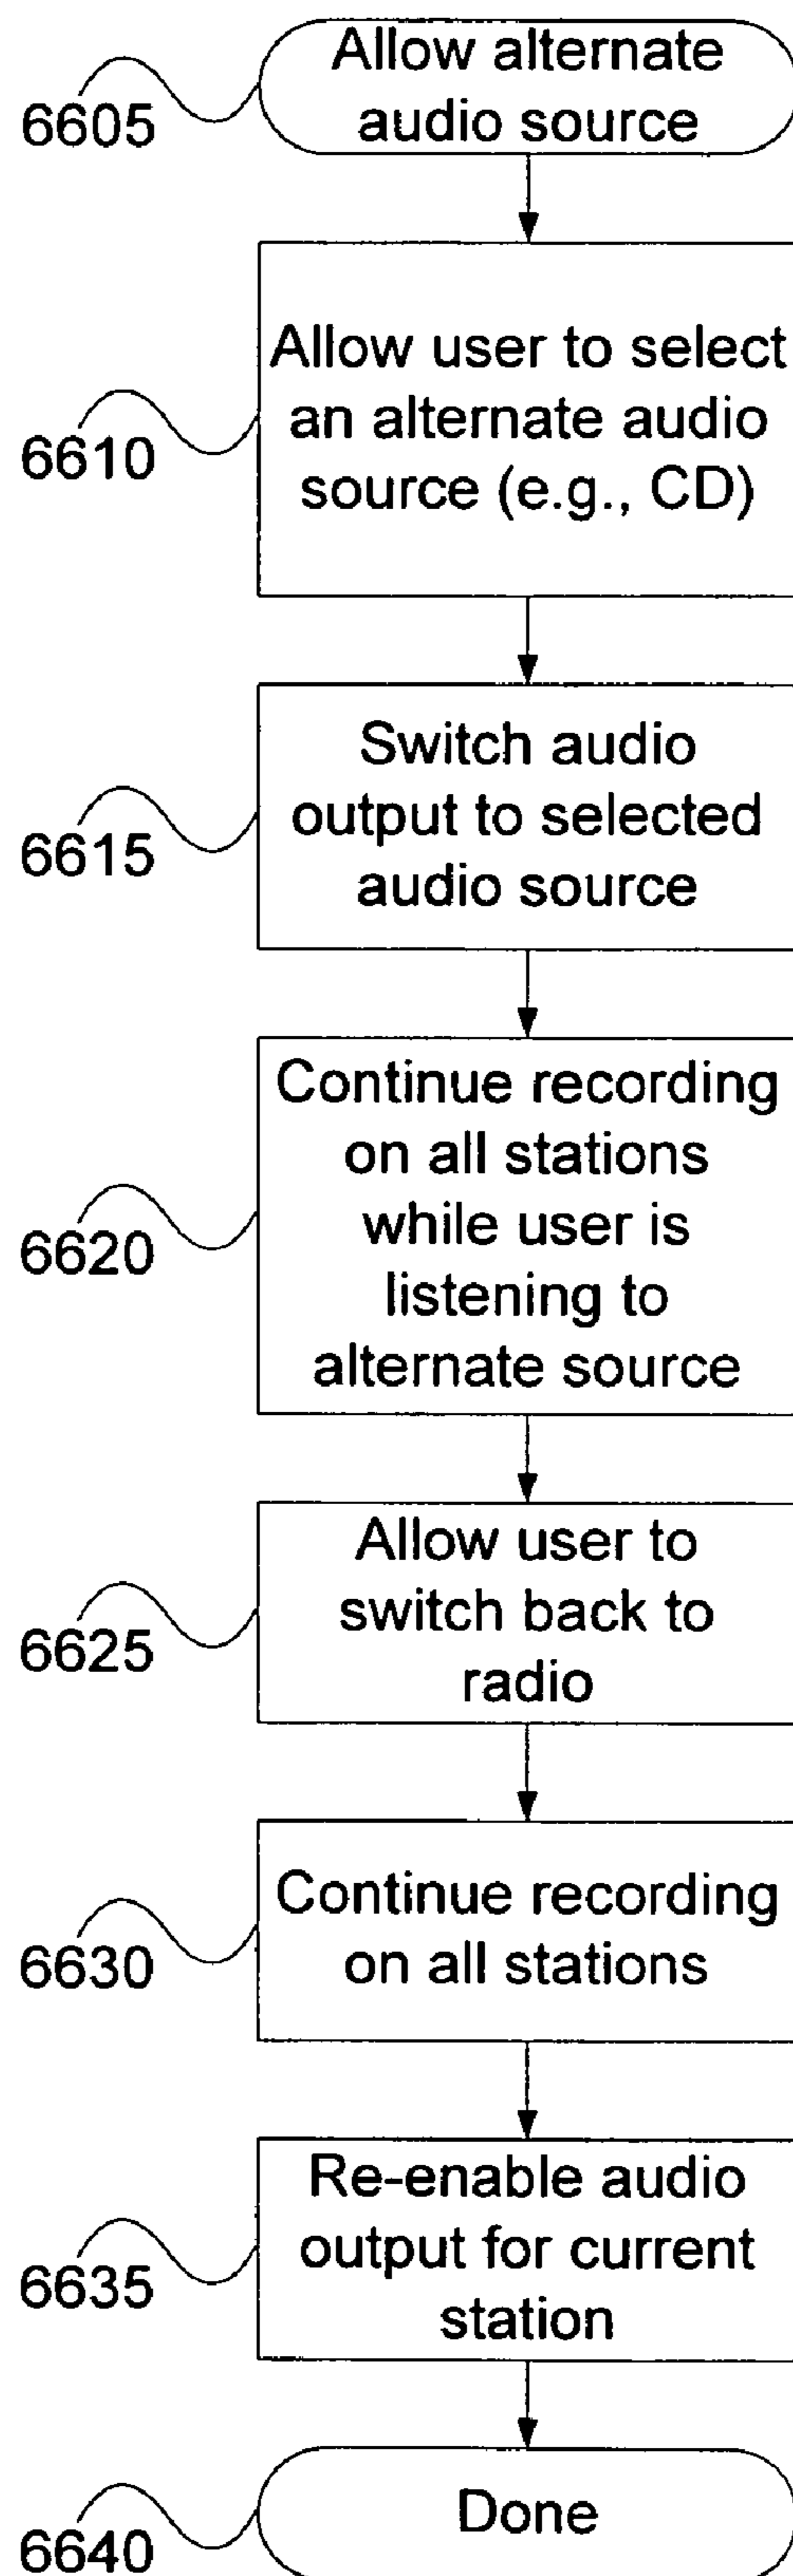 Allow alternate
audio source
6605
Allow user to select
an alternate audio
source (e.g., CD)
6610
Switch audio
output to selected
audio source
6615
Continue recording
on all stations
while user is
listening to
alternate source
6620
Allow user to
switch back to
radio
6625
Continue recording
on all stations
6630
Re-enable audio
output for current
station
6635
Done
6640